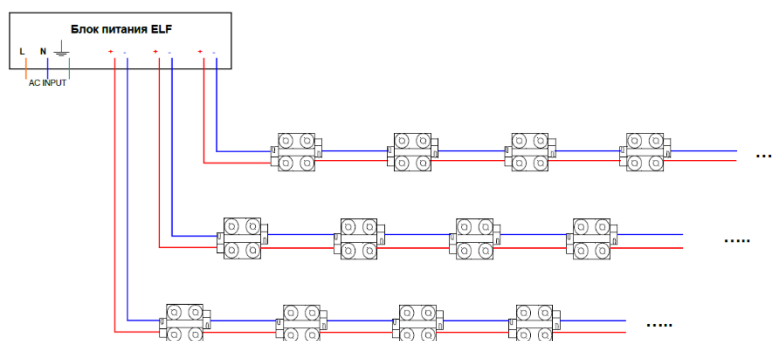 Блок питания ELF
L N + - + - + -
AC INPUT
...
.....
.....